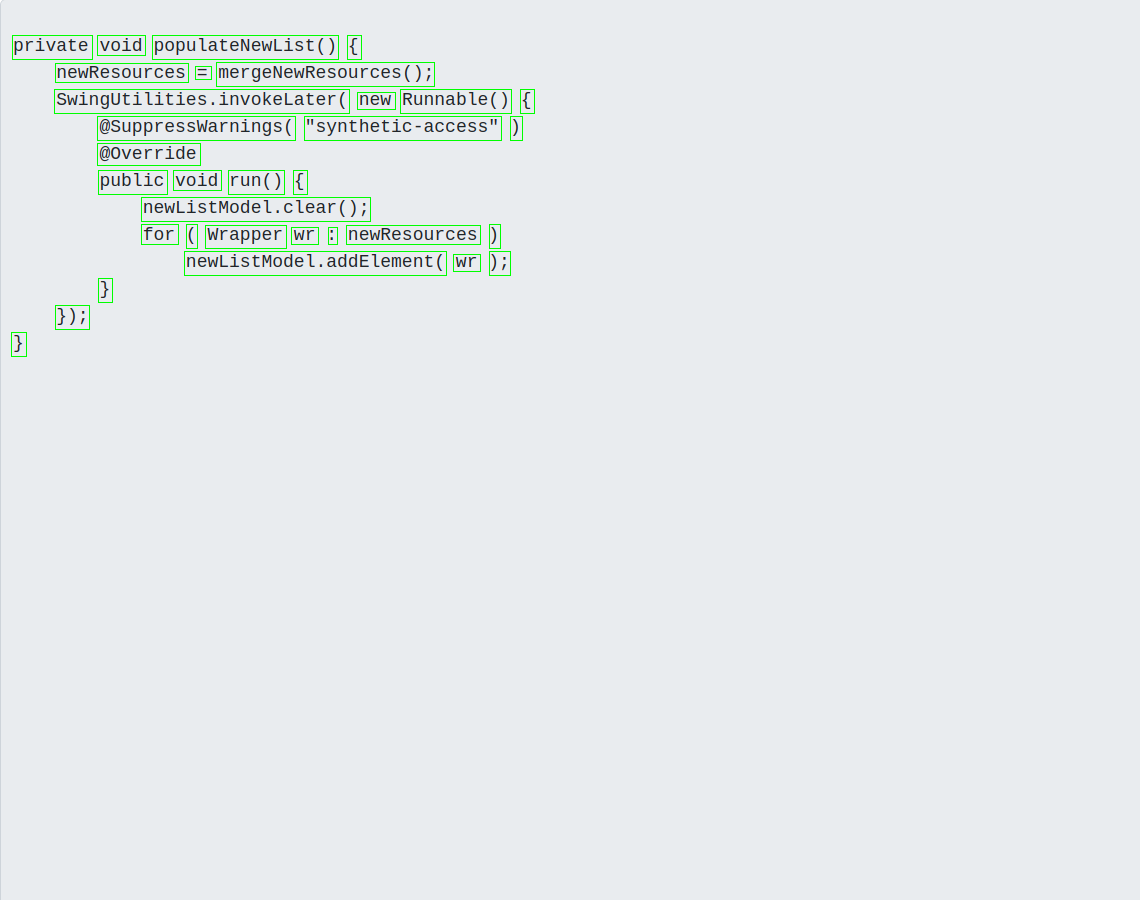 private void populateNewList() {
    newResources = mergeNewResources();
    SwingUtilities.invokeLater( new Runnable() {
        @SuppressWarnings( "synthetic-access" )
        @Override
        public void run() {
            newListModel.clear();
            for ( Wrapper wr : newResources )
                newListModel.addElement( wr );
        }
    });
}